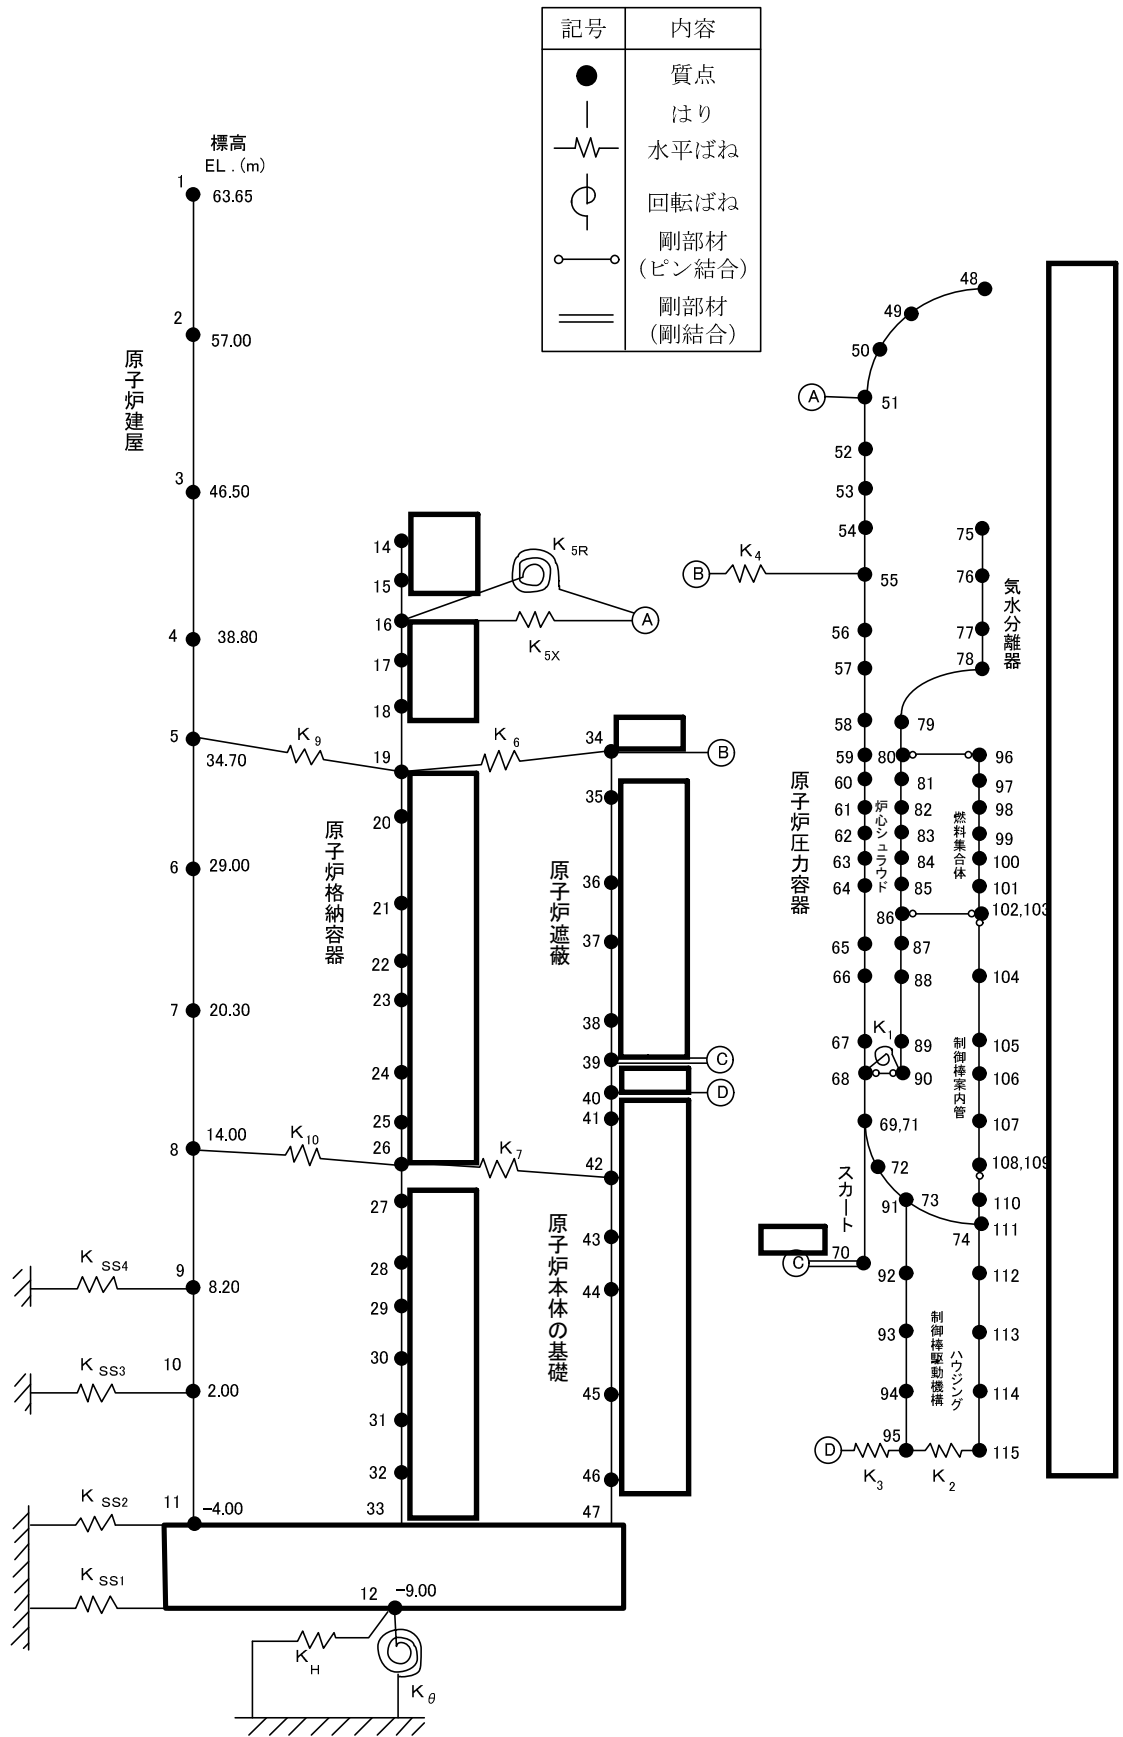 記号 内容
質点
はり
水平ばね
回転ばね
剛部材
(ピン結合)
剛部材
(剛結合)
標高
EL.(m)
1 63.65
2 57.00
3 46.50
4 38.80
5 34.70
6 29.00
7 20.30
8 14.00
9 8.20
10 2.00
11 -4.00
12 -9.00
原子炉建屋
K SS4
K SS3
K SS2
K SS1
K H
K θ
K 9
K 10
14
15
16
17
18
19
20
21
22
23
24
25
26
27
28
29
30
31
32
33
原子炉格納容器
K 5R
K 5X
A
K 6
K 7
34
B
35
36
37
38
39
C
40
D
41
42
43
44
45
46
47
原子炉遮蔽
原子炉本体の基礎
48
49
50
A
51
52
53
54
B
K 4
55
56
57
58
59
60
61
62
63
64
65
66
67
68
69,71
70
C
72
73
74
原子炉圧力容器
スカート
75
76
77
78
気水分離器
79
80
81
82
83
84
85
86
87
88
89
90
K 1
炉心シュラウド
91
92
93
94
95
D
K 3
K 2
制御棒駆動機構
ハウジング
96
97
98
99
100
101
102,103
燃料集合体
104
105
106
107
108,109
制御棒案内管
110
111
112
113
114
115